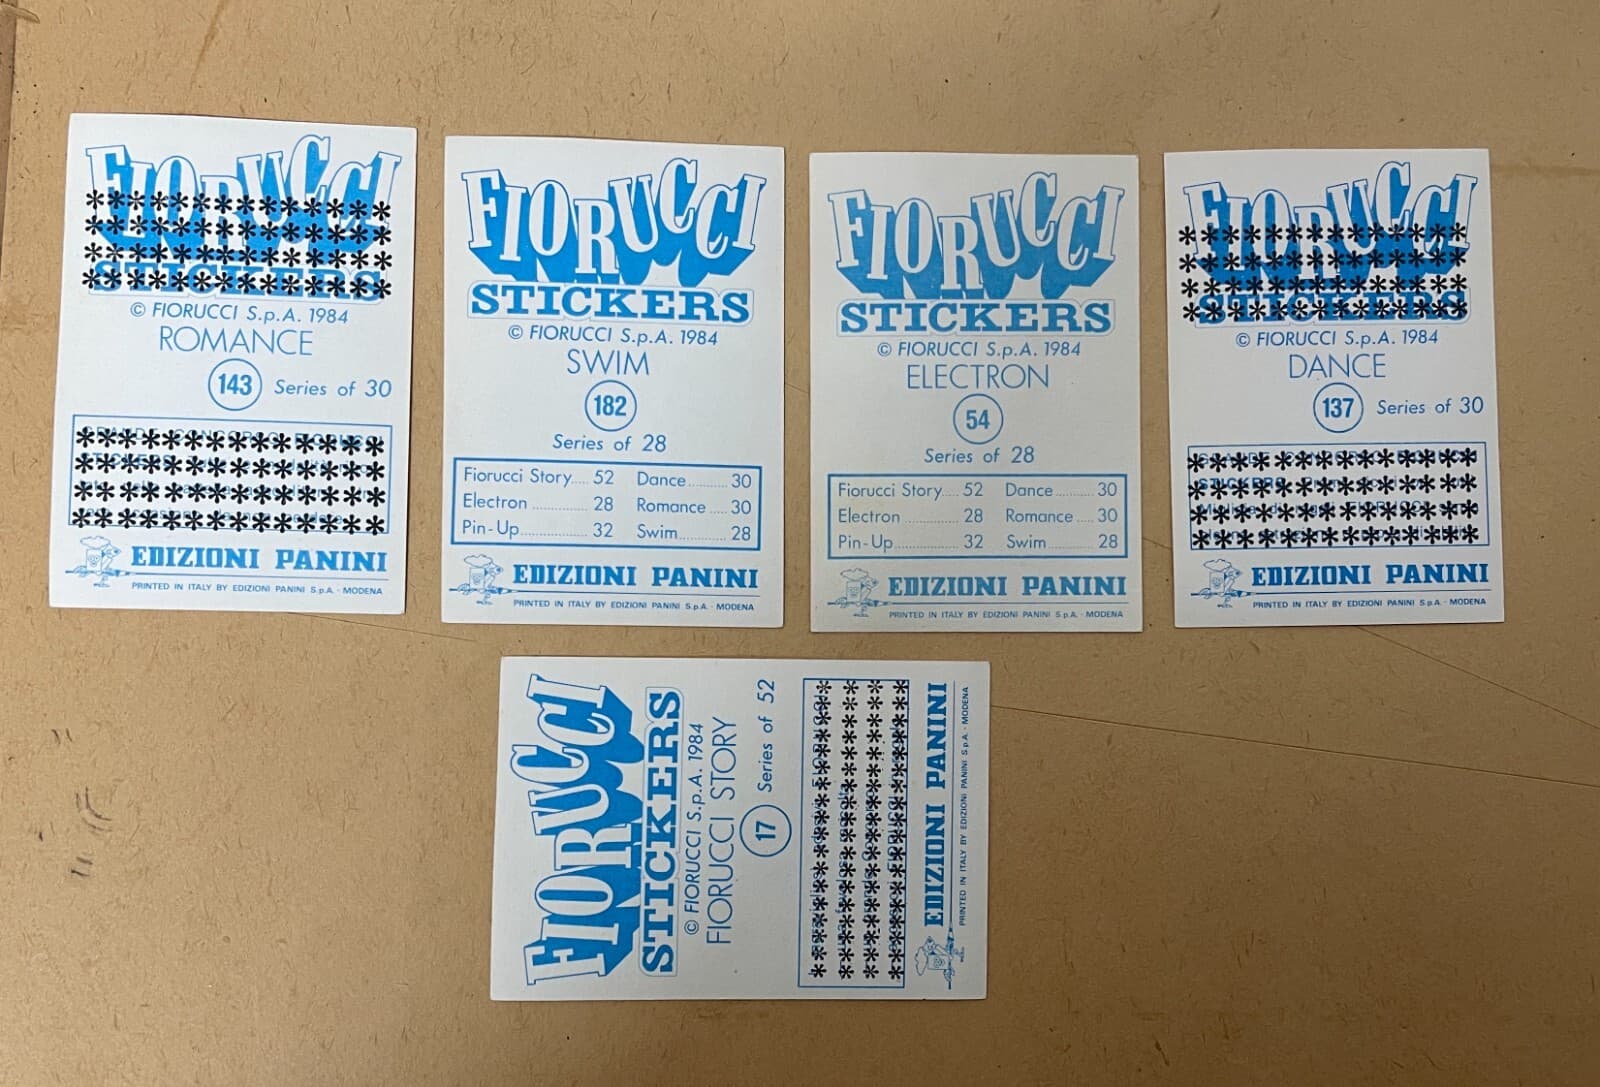 FIORUCCI
************** 
**************
**************
**************
STICKERS
© FIORUCCI S.p.A. 1984
ROMANCE
143 Series of 30
**************
STICKERS
**************
**************
**************
EDIZIONI PANINI
PRINTED IN ITALY BY EDIZIONI PANINI S.p.A. - MODENA
FIORUCCI
STICKERS
© FIORUCCI S.p.A. 1984
SWIM
182
Series of 28
Fiorucci Story..... 52 Dance.......... 30
Electron .............. 28 Romance .... 30
Pin-Up................. 32 Swim........... 28
EDIZIONI PANINI
PRINTED IN ITALY BY EDIZIONI PANINI S.p.A. - MODENA
FIORUCCI
STICKERS
© FIORUCCI S.p.A. 1984
ELECTRON
54
Series of 28
Fiorucci Story..... 52 Dance.......... 30
Electron .............. 28 Romance .... 30
Pin-Up................. 32 Swim........... 28
EDIZIONI PANINI
PRINTED IN ITALY BY EDIZIONI PANINI S.p.A. - MODENA
FIORUCCI
**************
**************
**************
**************
STICKERS
© FIORUCCI S.p.A. 1984
DANCE
137 Series of 30
**************
STICKERS
**************
**************
**************
EDIZIONI PANINI
PRINTED IN ITALY BY EDIZIONI PANINI S.p.A. - MODENA
FIORUCCI
STICKERS
© FIORUCCI S.p.A. 1984
FIORUCCI STORY
17 Series of 52
**************
**************
**************
**************
EDIZIONI PANINI
PRINTED IN ITALY BY EDIZIONI PANINI S.p.A. - MODENA